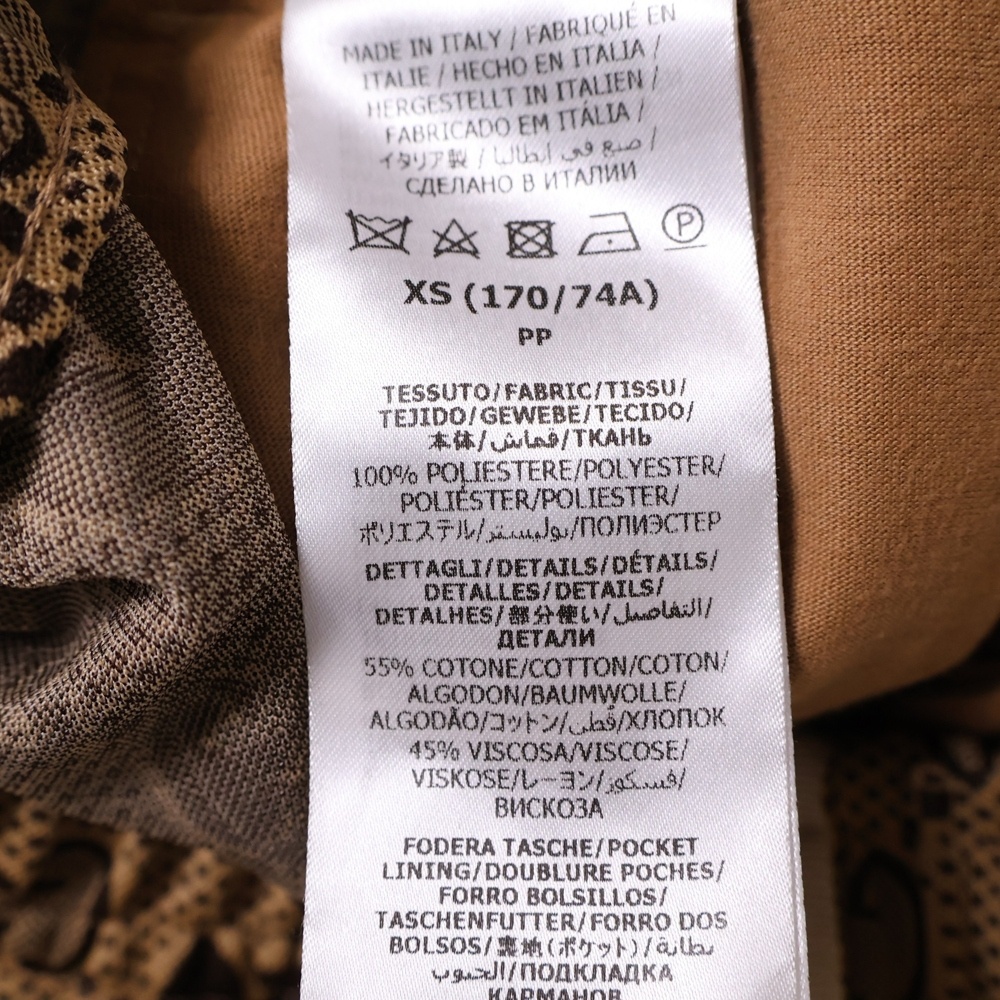 MADE IN ITALY / FABRIQUÉ EN
ITALIE / HECHO EN ITALIA /
HERGESTELLT IN ITALIEN /
FABRICADO EM ITÁLIA /
イタリア製 / صنع في ايطاليا /
СДЕЛАНО В ИТАЛИИ
P
XS (170/74A)
PP
TESSUTO/FABRIC/TISSU/
TEJIDO/GEWEBE/TECIDO/
本体/قماش/ТКАНЬ
100% POLIESTERE/POLYESTER/
POLIÉSTER/POLIESTER/
ポリエステル/بوليستر/ПОЛИЭСТЕР
DETTAGLI/DETAILS/DÉTAILS/
DETALLES/DETAILS/
DETALHES/部分使い/التفاصيل/
ДЕТАЛИ
55% COTONE/COTTON/COTON/
ALGODON/BAUMWOLLE/
ALGODÃO/コットン/قطن/ХЛОПОК
45% VISCOSA/VISCOSE/
VISKOSE/レーヨン/فسكوز/
ВИСКОЗА
FODERA TASCHE/POCKET
LINING/DOUBLURE POCHES/
FORRO BOLSILLOS/
TASCHENFUTTER/FORRO DOS
BOLSOS/裏地(ポケット)/بطانة
الجيوب/ПОДКЛАДКА
КАРМАНОВ